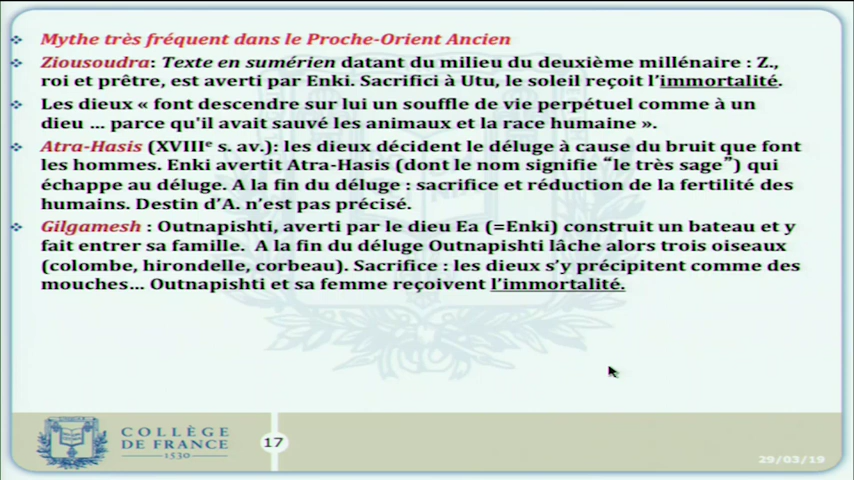 Mythe très fréquent dans le Proche-Orient Ancien
Ziousoudra: Texte en sumérien datant du milieu du deuxième millénaire : Z.,
roi et prêtre, est averti par Enki. Sacrifici à Utu, le soleil reçoit l'immortalité.
Les dieux « font descendre sur lui un souffle de vie perpétuel comme à un
dieu ... parce qu'il avait sauvé les animaux et la race humaine ».
Atra-Hasis (XVIIIe s. av.): les dieux décident le déluge à cause du bruit que font
les hommes. Enki avertit Atra-Hasis (dont le nom signifie "le très sage") qui
échappe au déluge. A la fin du déluge : sacrifice et réduction de la fertilité des
humains. Destin d'A. n'est pas précisé.
Gilgamesh : Outnapishti, averti par le dieu Ea (=Enki) construit un bateau et y
fait entrer sa famille. A la fin du déluge Outnapishti lâche alors trois oiseaux
(colombe, hirondelle, corbeau). Sacrifice : les dieux s'y précipitent comme des
mouches... Outnapishti et sa femme reçoivent l'immortalité.
COLLÈGE
DE FRANCE
1530
17
29/03/19